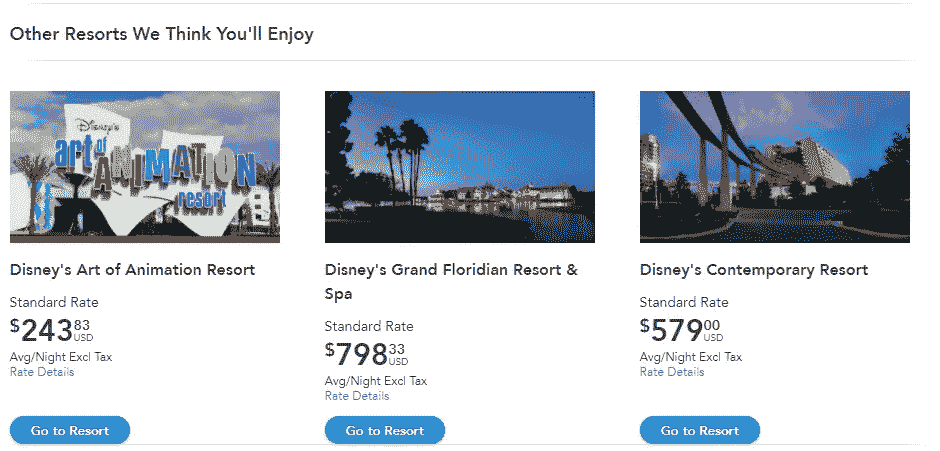 Other Resorts We Think You'll Enjoy
Disney's
art of
ANIMATION
resort
Disney's Art of Animation Resort
Standard Rate
$243 83 USD
Avg/Night Excl Tax
Rate Details
Go to Resort
Disney's Grand Floridian Resort &
Spa
Standard Rate
$798 33 USD
Avg/Night Excl Tax
Rate Details
Go to Resort
Disney's Contemporary Resort
Standard Rate
$579 00 USD
Avg/Night Excl Tax
Rate Details
Go to Resort